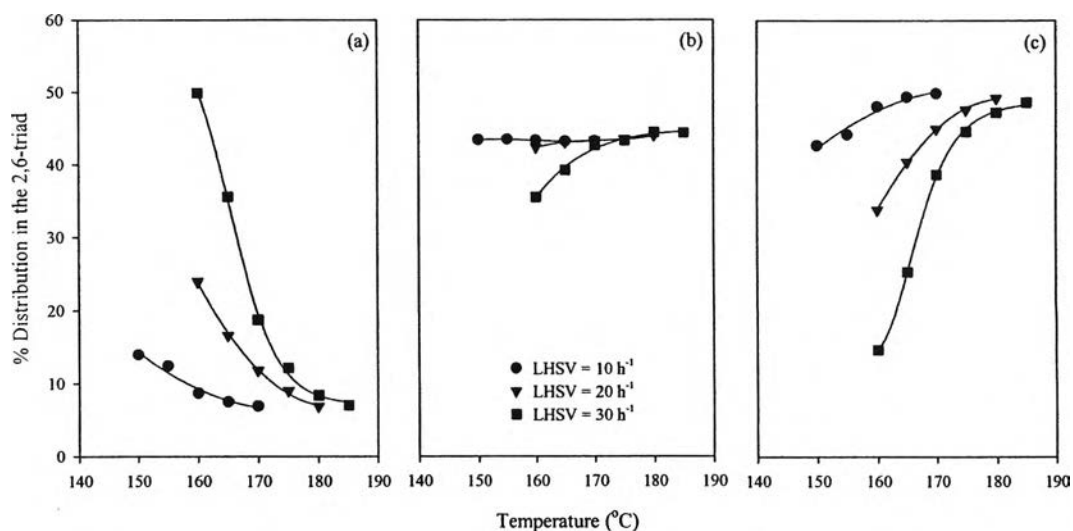 60
50
40
30
20
10
0
% Distribution in the 2,6-triad
(a)
(b)
(c)
LHSV = 10 h⁻¹
LHSV = 20 h⁻¹
LHSV = 30 h⁻¹
140 150 160 170 180 190
140 150 160 170 180 190
140 150 160 170 180 190
Temperature (°C)